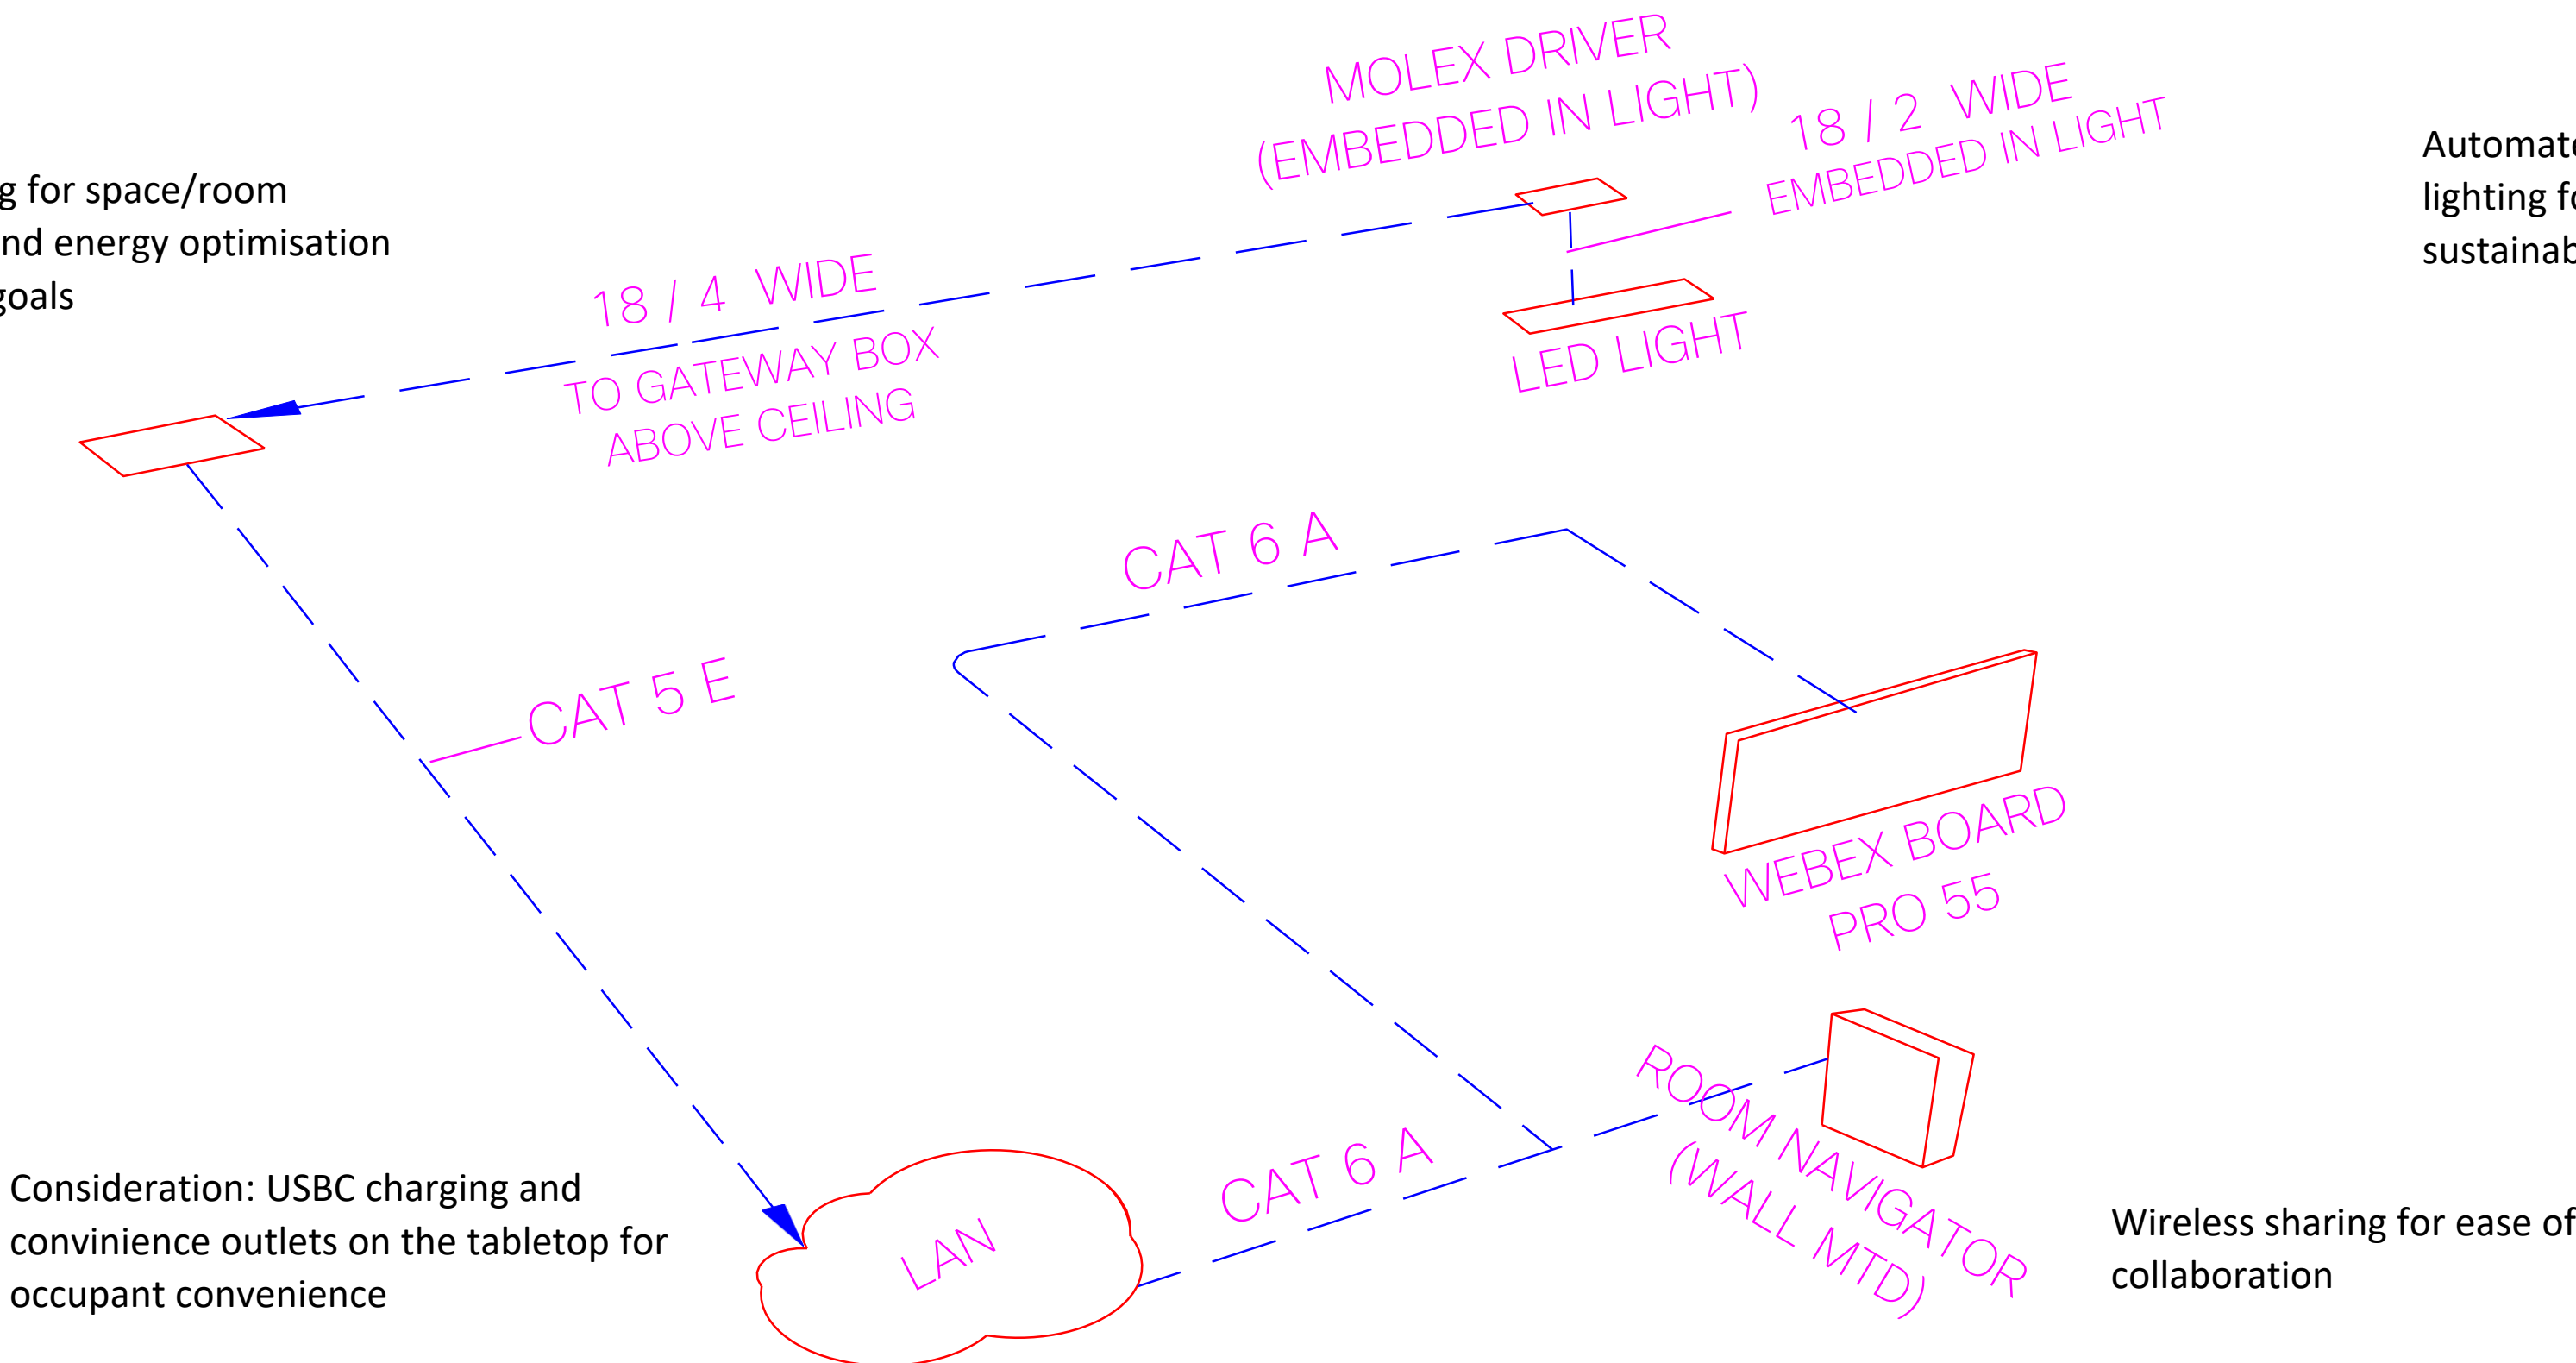 MOLEX DRIVER
(EMBEDDED IN LIGHT)
18 / 2 WIDE
EMBEDDED IN LIGHT
for space/room
energy optimisation
goals
lighting
18 / 4 WIDE
TO GATEWAY BOX
ABOVE CEILING
LED LIGHT
CAT 6 A
CAT 5 E
WEBEX BOARD
PRO 55
ROOM NAVIGATOR
(WALL MTD)
CAT 6 A
LAN
Consideration: USBC charging and
convinience outlets on the tabletop for
occupant convenience
Wireless sharing for ease of
collaboration